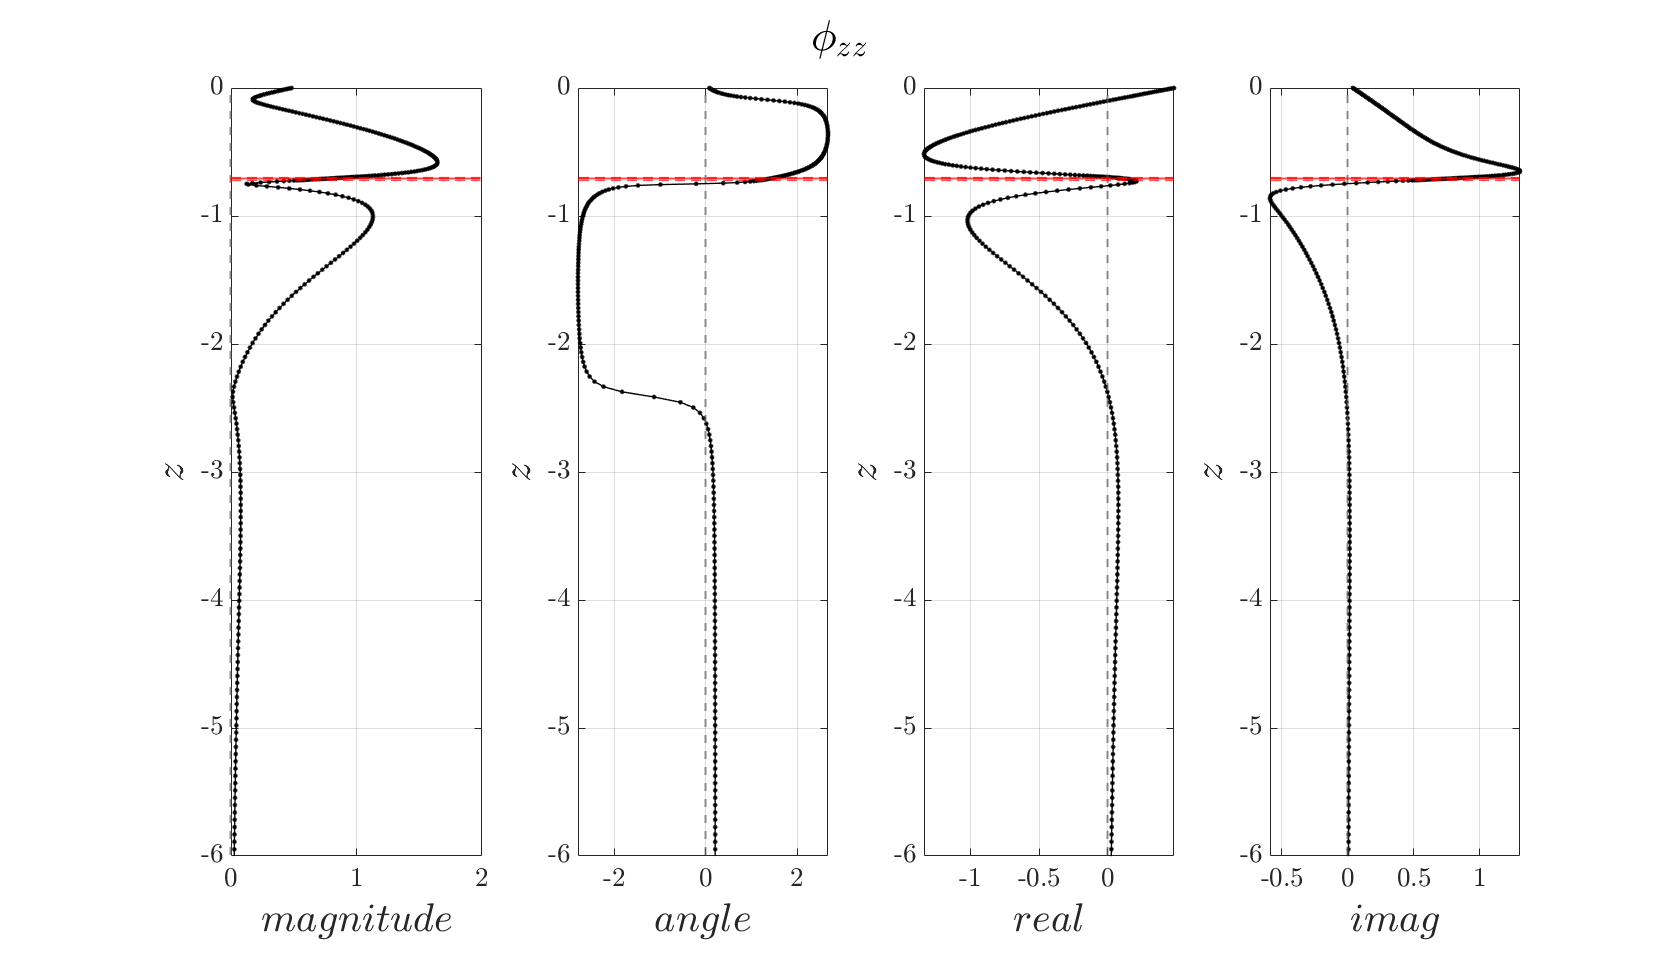 ϕzz
0 0 0 0
-1 -1 -1 -1
-2 -2 -2 -2
z -3 z -3 z -3 z -3
-4 -4 -4 -4
-5 -5 -5 -5
-6 -6 -6 -6
0 1 2 -2 0 2 -1 -0.5 0 -0.5 0 0.5 1
magnitude angle real imag